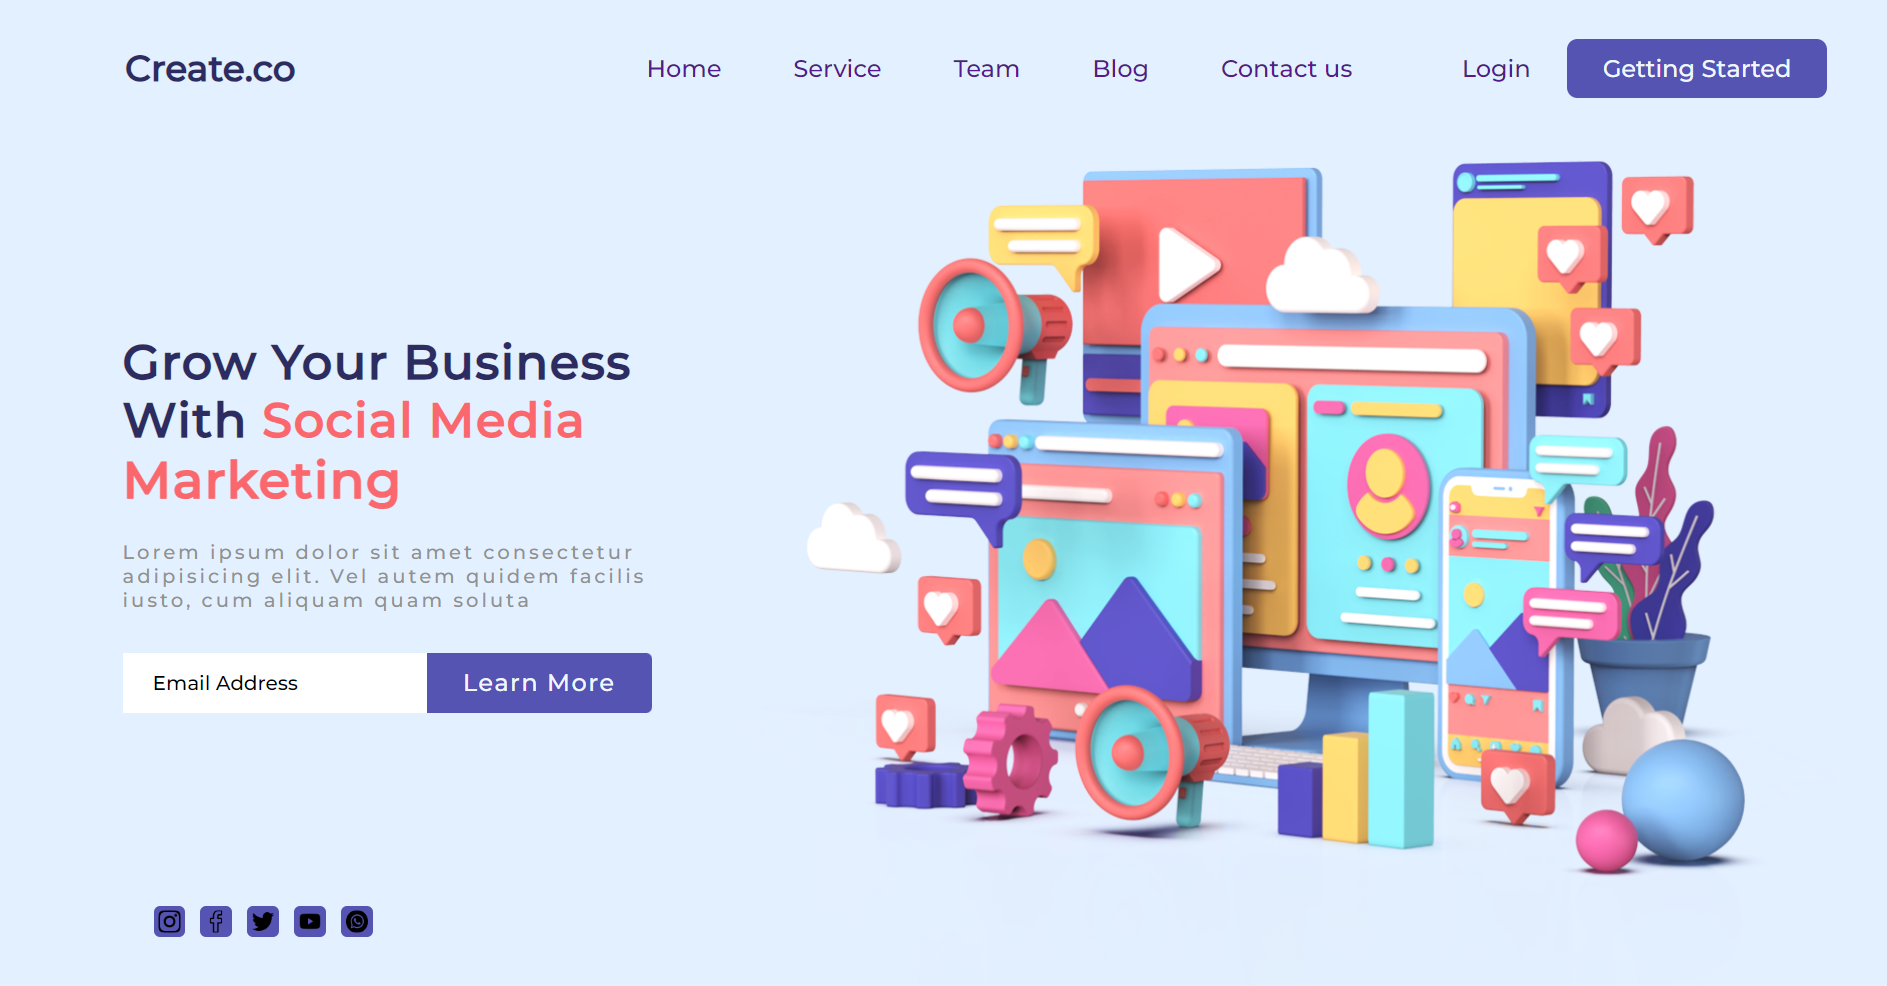 Create.co
Home Service Team Blog Contact us Login Getting Started
Grow Your Business
With Social Media
Marketing
Lorem ipsum dolor sit amet consectetur
adipisicing elit. Vel autem quidem facilis
iusto, cum aliquam quam soluta
Email Address Learn More